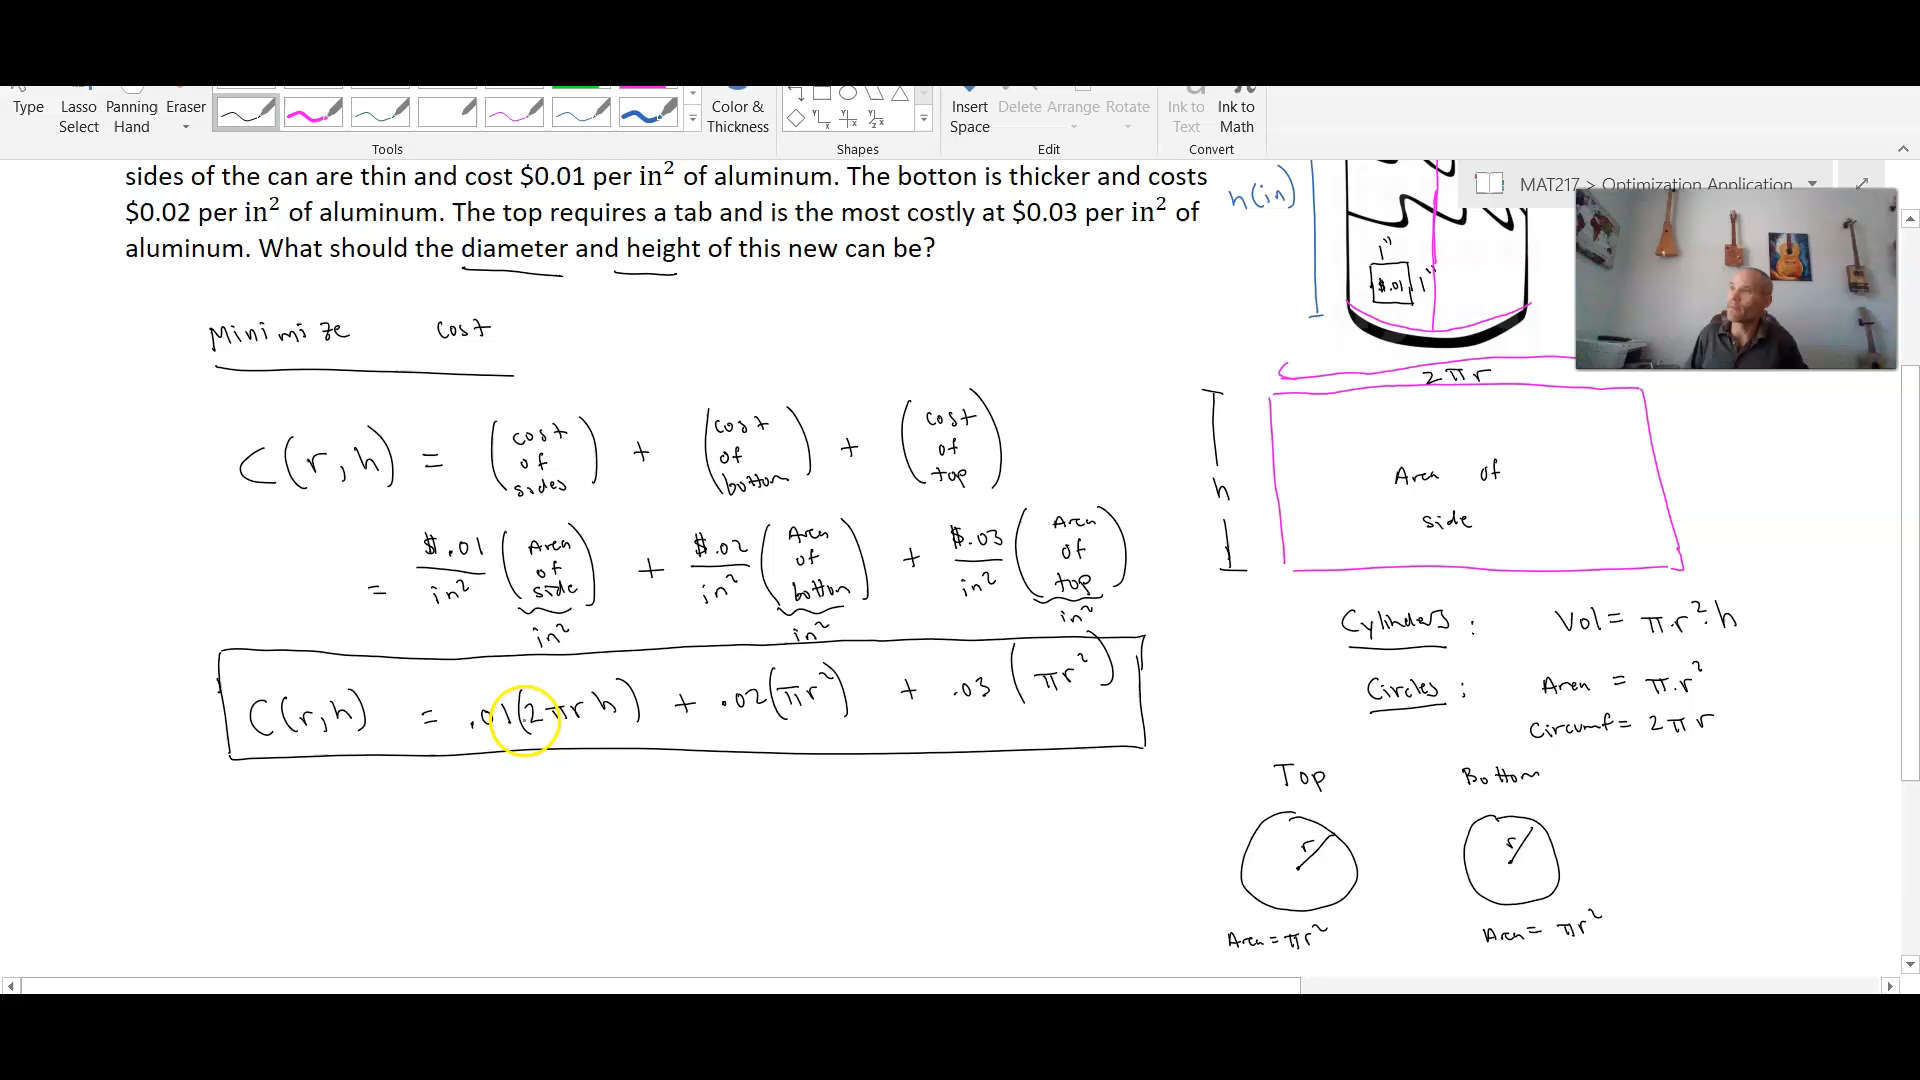 Type
Lasso Select
Panning Hand
Eraser
Color & Thickness
Insert Space
Delete
Arrange
Rotate
Ink to Text
Ink to Math
Tools
Shapes
Edit
Convert
MAT217 > Optimization Application
sides of the can are thin and cost $0.01 per in² of aluminum. The botton is thicker and costs
$0.02 per in² of aluminum. The top requires a tab and is the most costly at $0.03 per in² of
aluminum. What should the diameter and height of this new can be?
h(in)
1"
$.01 1"
Minimize cost
C(r,h) = (cost of sides) + (cost of bottom) + (cost of top)
= $.01/in² (Area of side) + $.02/in² (Area of bottom) + $.03/in² (Area of top)
in² in² in²
C(r,h) = .01(2πrh) + .02(πr²) + .03(πr²)
2πr
h
Area of
side
Cylinders: Vol = π·r²·h
Circles: Area = π·r²
Circumf = 2πr
Top Bottom
r r
Area = πr² Area = πr²